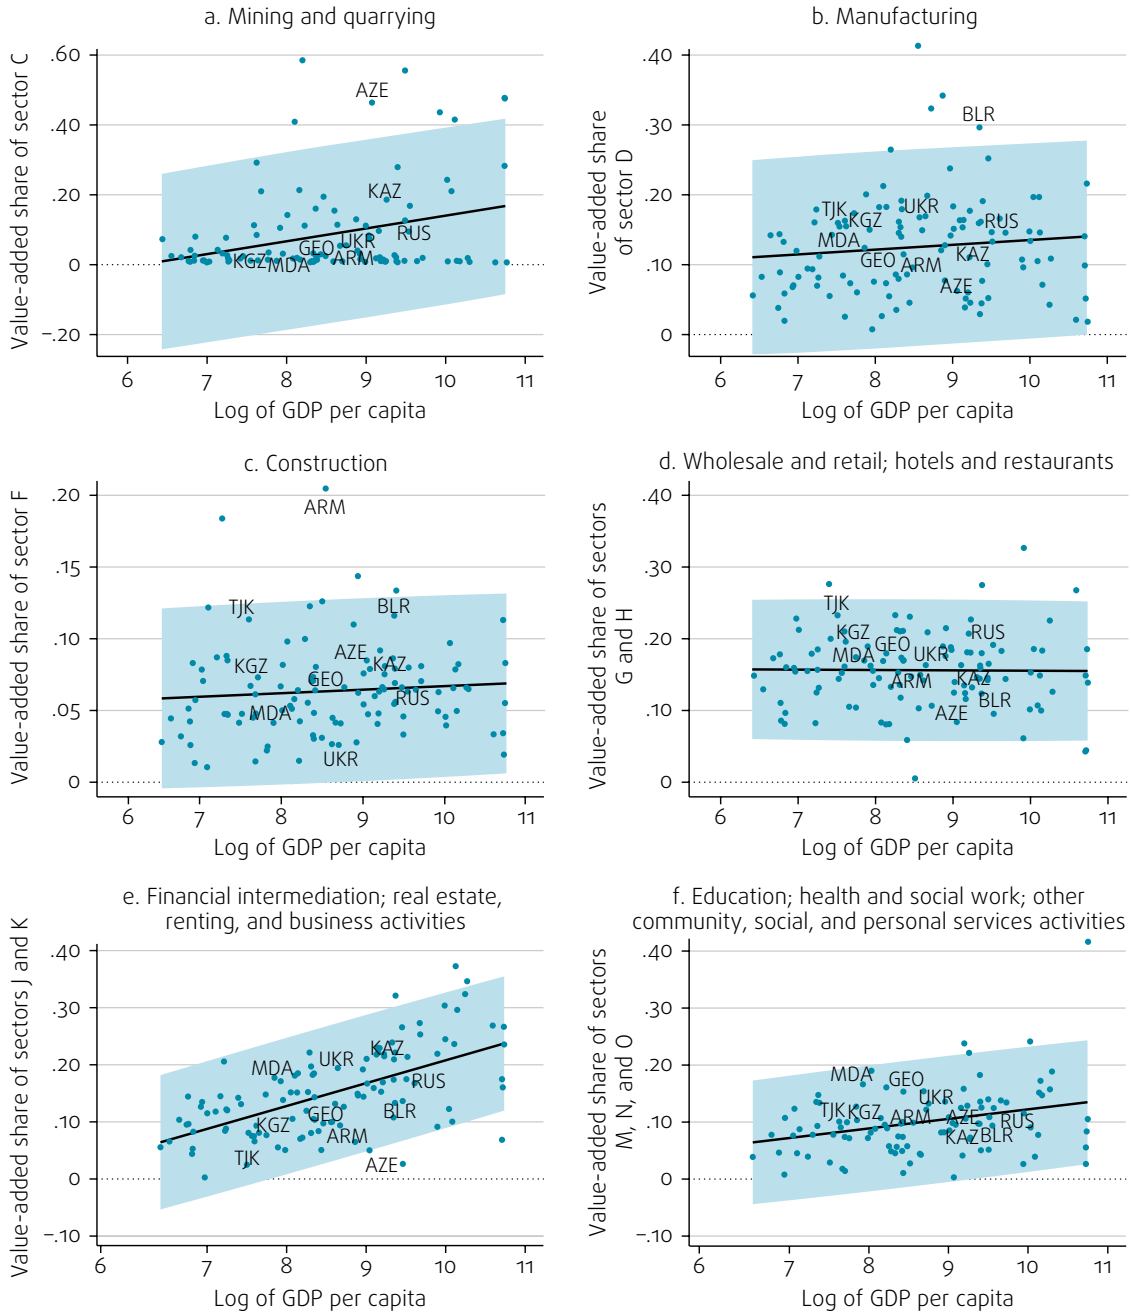 a. Mining and quarrying
Value-added share of sector C
.60
.40
.20
0
–.20
AZE
KAZ
RUS
UKR
GEO
ARM
KGZ
MDA
6 7 8 9 10 11
Log of GDP per capita
b. Manufacturing
Value-added share
of sector D
.40
.30
.20
.10
0
BLR
TJK
KGZ
UKR
RUS
MDA
GEO
ARM
KAZ
AZE
6 7 8 9 10 11
Log of GDP per capita
c. Construction
Value-added share of sector F
.20
.15
.10
.05
0
ARM
TJK
BLR
AZE
KGZ
KAZ
GEO
RUS
MDA
UKR
6 7 8 9 10 11
Log of GDP per capita
d. Wholesale and retail; hotels and restaurants
Value-added share of sectors
G and H
.40
.30
.20
.10
0
TJK
KGZ
RUS
GEO
MDA
UKR
ARM
KAZ
BLR
AZE
6 7 8 9 10 11
Log of GDP per capita
e. Financial intermediation; real estate,
renting, and business activities
Value-added share of sectors J and K
.40
.30
.20
.10
0
–.10
MDA
UKR
KAZ
RUS
KGZ
GEO
BLR
ARM
TJK
AZE
6 7 8 9 10 11
Log of GDP per capita
f. Education; health and social work; other
community, social, and personal services activities
Value-added share of sectors
M, N, and O
.40
.30
.20
.10
0
–.10
MDA
GEO
UKR
TJK
KGZ
ARM
AZE
RUS
KAZ
BLR
6 7 8 9 10 11
Log of GDP per capita